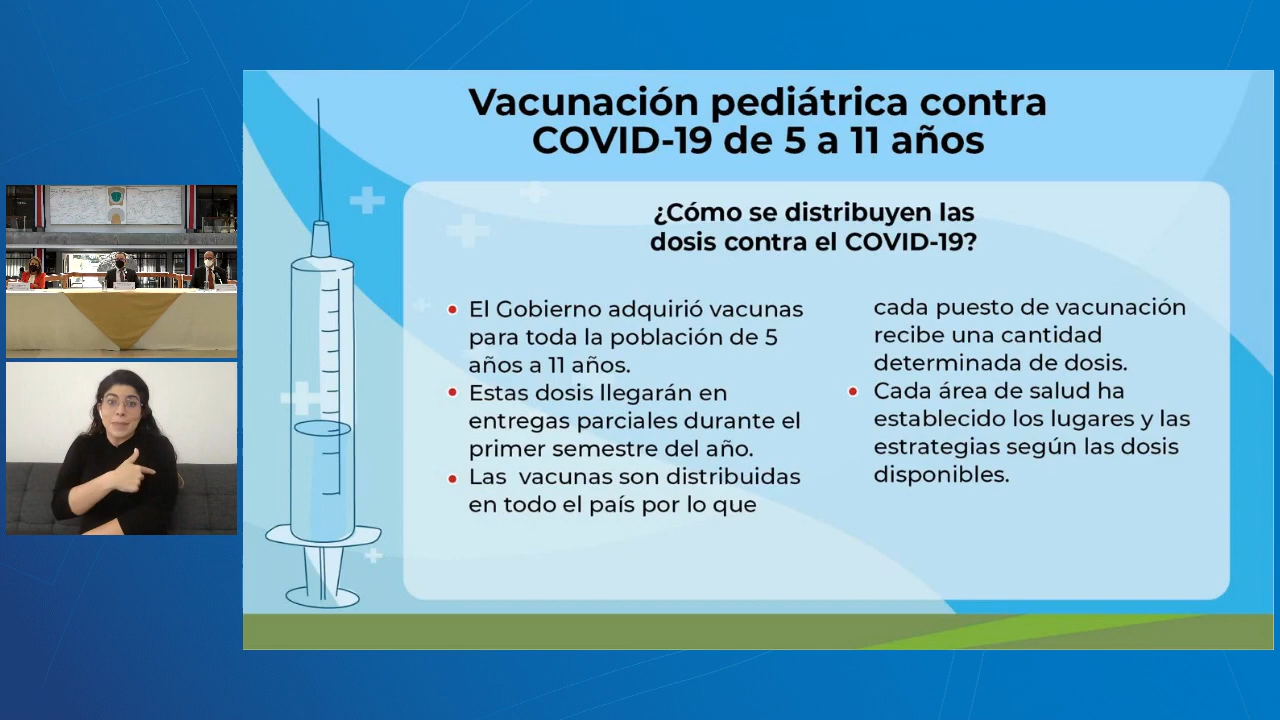 Vacunación pediátrica contra
COVID-19 de 5 a 11 años
¿Cómo se distribuyen las
dosis contra el COVID-19?
El Gobierno adquirió vacunas
para toda la población de 5
años a 11 años.
Estas dosis llegarán en
entregas parciales durante el
primer semestre del año.
Las vacunas son distribuidas
en todo el país por lo que
cada puesto de vacunación
recibe una cantidad
determinada de dosis.
Cada área de salud ha
establecido los lugares y las
estrategias según las dosis
disponibles.